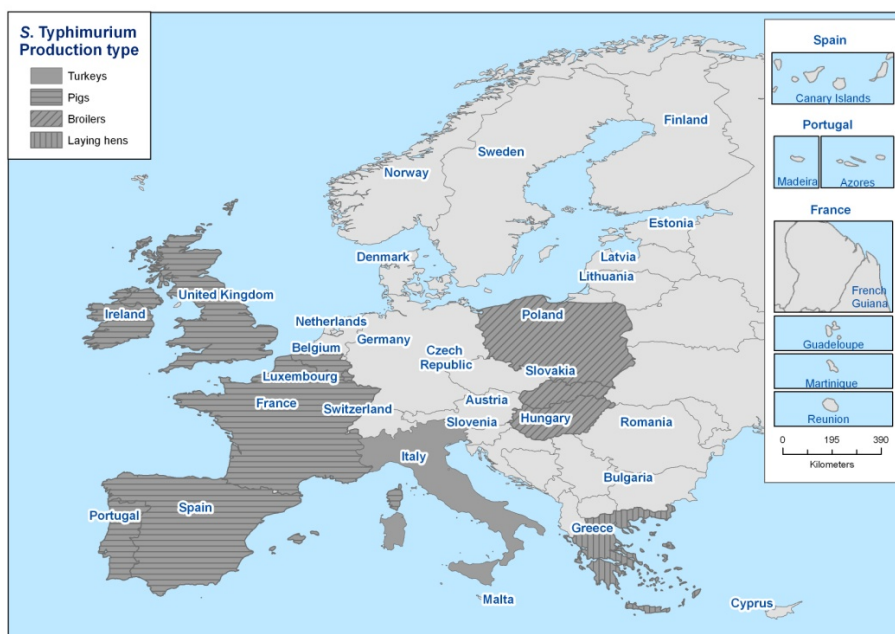 S. Typhimurium
Production type
Turkeys
Pigs
Broilers
Laying hens
Spain
Canary Islands
Portugal
Madeira
Azores
France
French
Guiana
Guadeloupe
Martinique
Reunion
0 195 390
Kilometers
Finland
Sweden
Norway
Estonia
Latvia
Denmark
Lithuania
United Kingdom
Ireland
Netherlands
Poland
Germany
Belgium
Czech
Republic
Slovakia
Luxembourg
France
Switzerland
Austria
Hungary
Slovenia
Romania
Italy
Bulgaria
Portugal
Spain
Greece
Malta
Cyprus